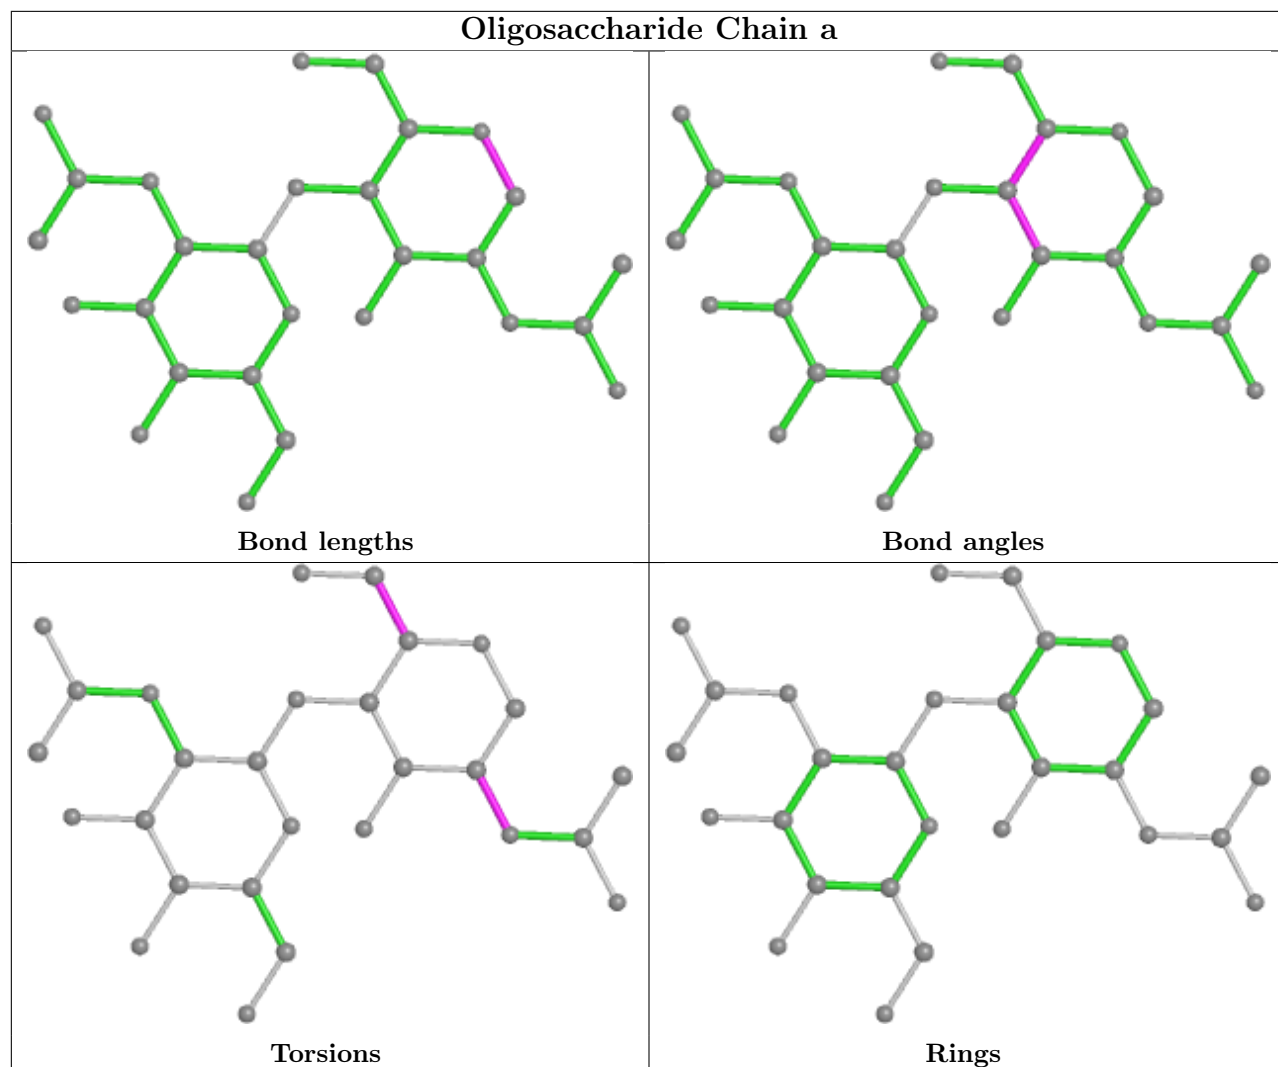 Oligosaccharide Chain a
Bond lengths
Bond angles
Torsions
Rings